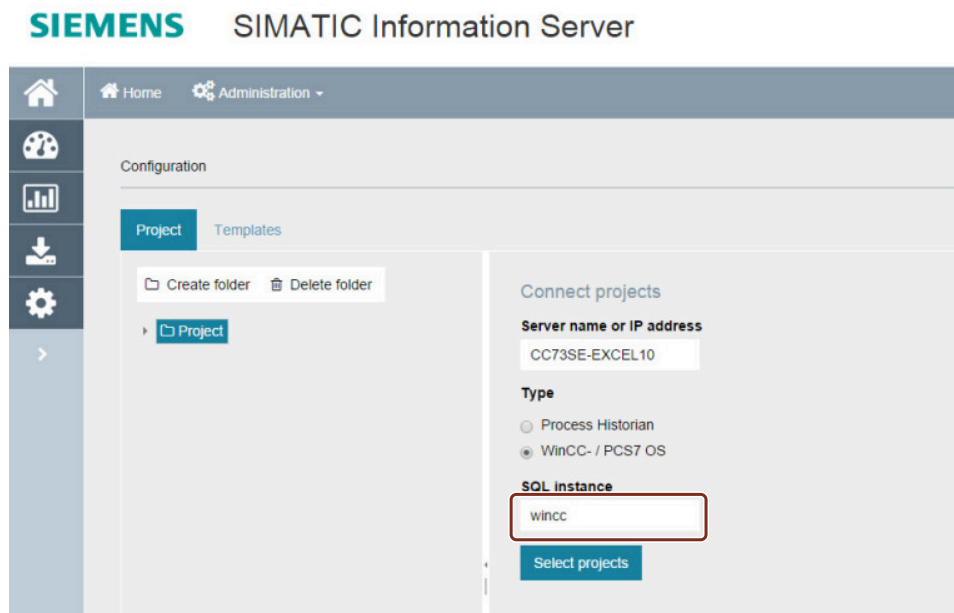 SIEMENS SIMATIC Information Server
Home Administration
Configuration
Project Templates
Create folder Delete folder
Project
Connect projects
Server name or IP address
CC73SE-EXCEL10
Type
Process Historian
WinCC- / PCS7 OS
SQL instance
wincc
Select projects